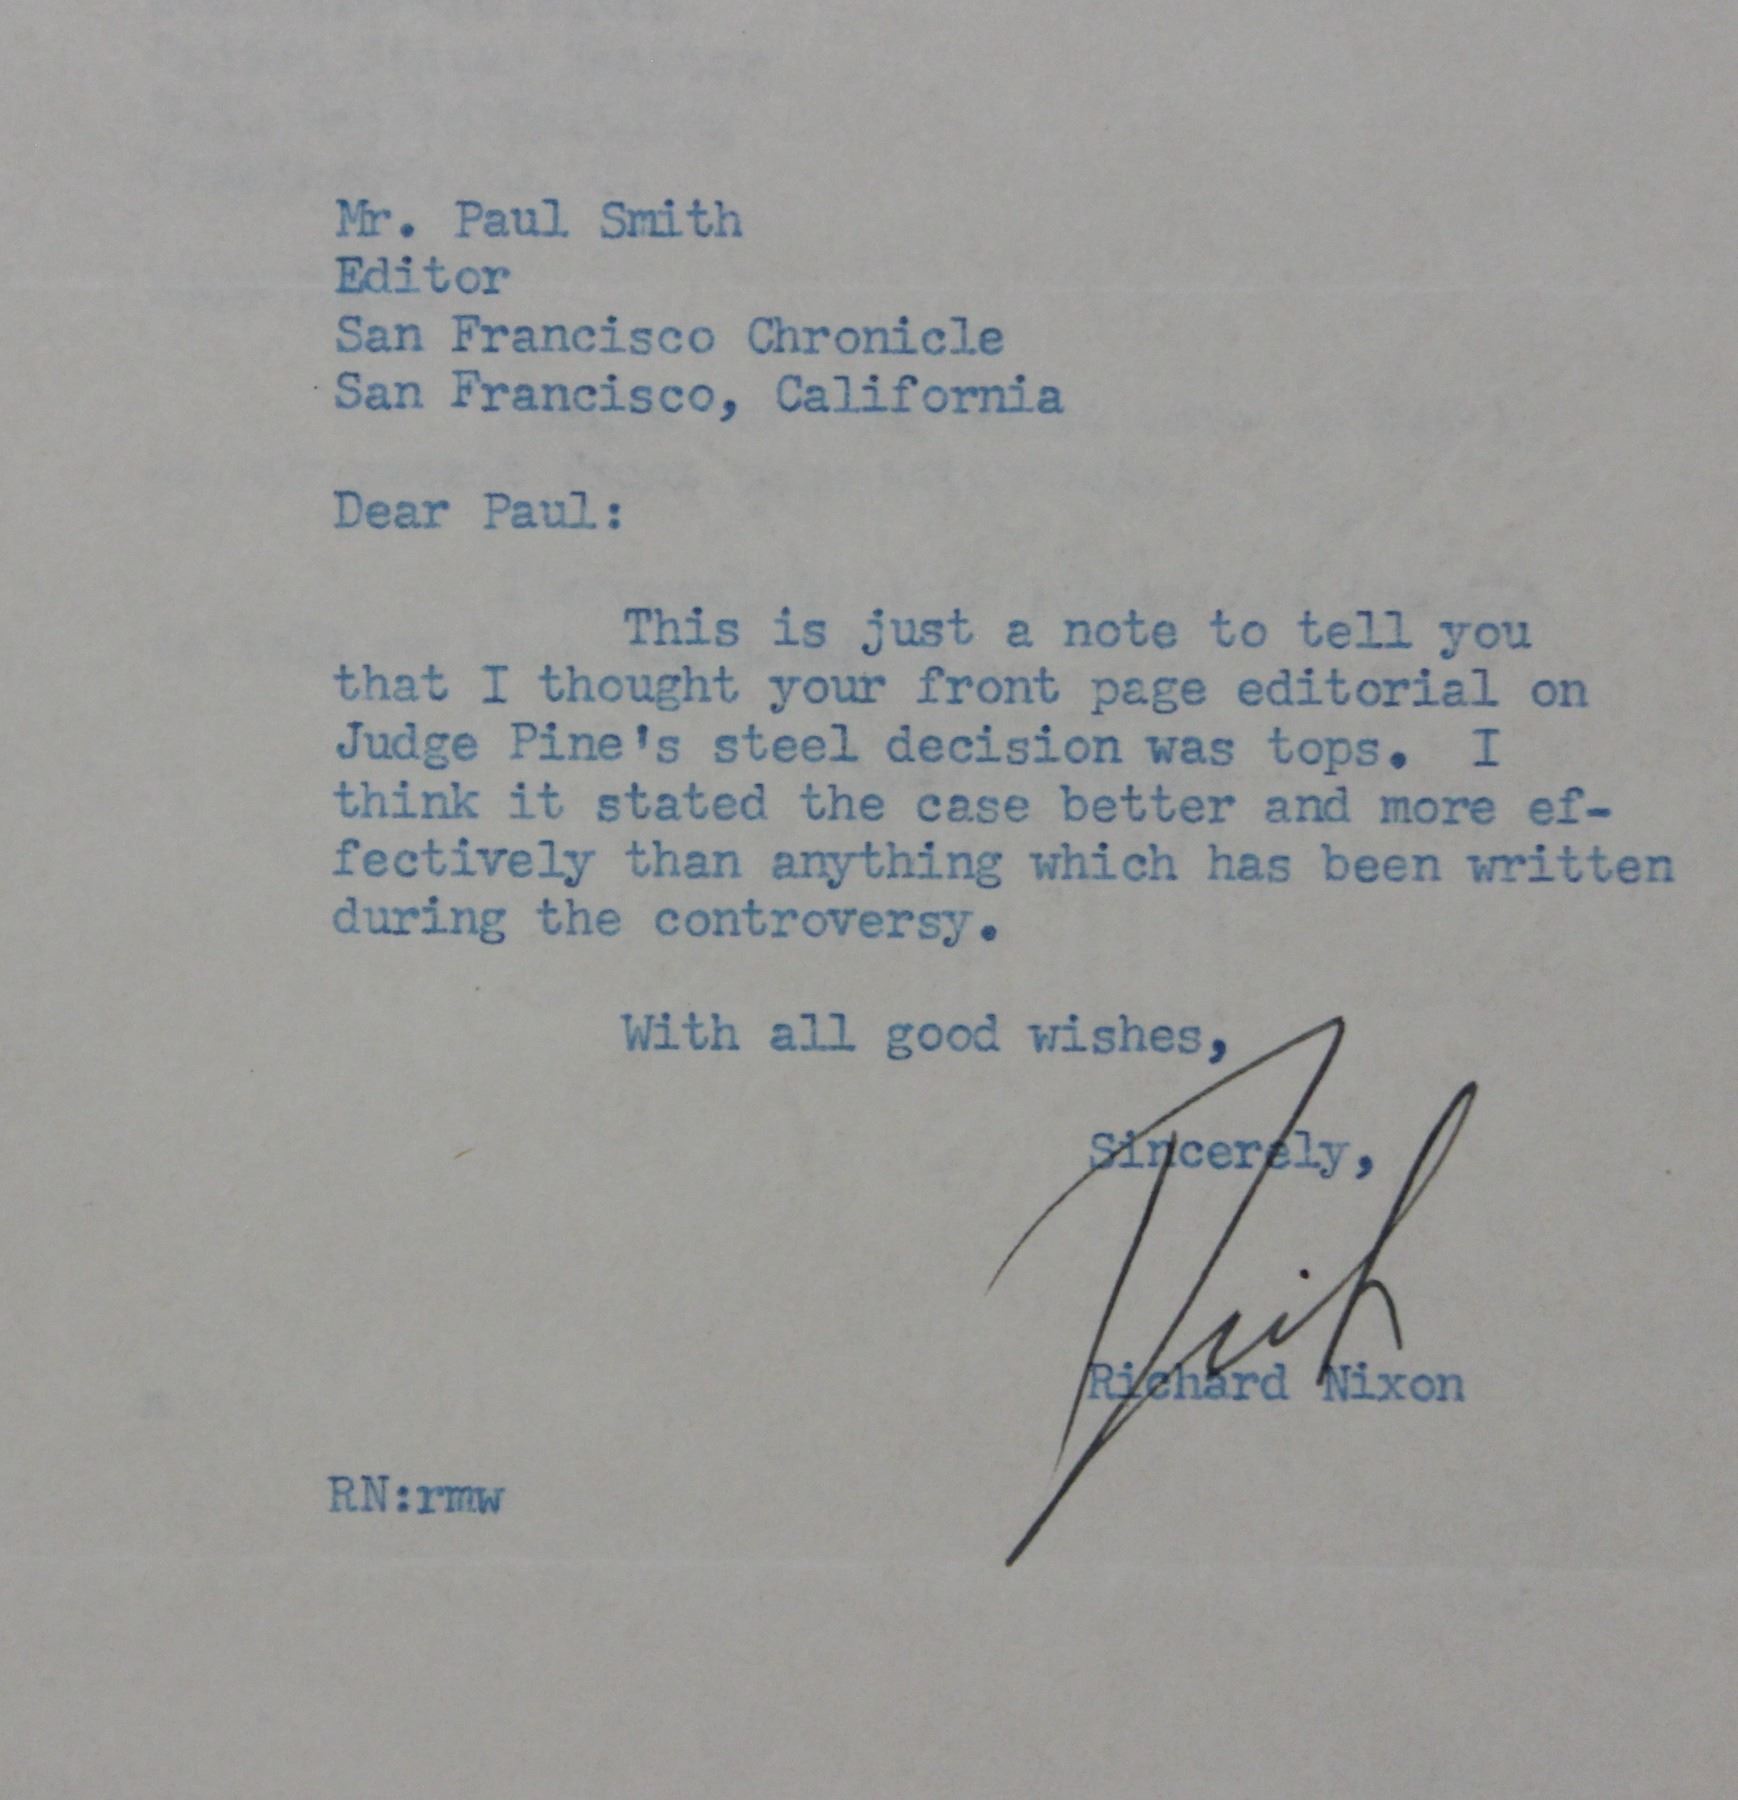 Mr. Paul Smith
Editor
San Francisco Chronicle
San Francisco, California
Dear Paul:
This is just a note to tell you
that I thought your front page editorial on
Judge Pine's steel decision was tops. I
think it stated the case better and more ef-
fectively than anything which has been written
during the controversy.
With all good wishes,
Sincerely,
Dick
Richard Nixon
RN:rmw